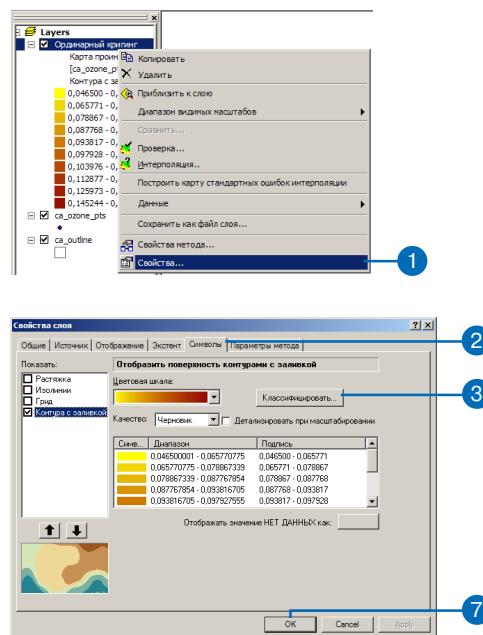 Layers
Ординарный кригинг
Карта проин
[ca_ozone_p
Контура с за
0,046500 - 0,
0,065771 - 0,
0,078867 - 0,
0,087768 - 0,
0,093817 - 0,
0,097928 - 0,
0,103976 - 0,
0,112877 - 0,
0,125973 - 0,
0,145244 - 0,
ca_ozone_pts
ca_outline
Копировать
Удалить
Приблизить к слою
Диапазон видимых масштабов
Сравнить...
Проверка...
Интерполяция..
Построить карту стандартных ошибок интерполяции
Данные
Сохранить как файл слоя...
Свойства метода...
Свойства...
1
Свойства слоя
Общие Источник Отображение Экстент Символы Параметры метода
2
Показать:
Растяжка
Изолинии
Грид
Контура с заливкой
Отобразить поверхность контурами с заливкой
Цветовая шкала:
Классифицировать...
3
Качество: Черновик Детализировать при масштабировании
Симв... Диапазон Подпись
0,046500001 - 0,065770775 0,046500 - 0,065771
0,065770775 - 0,078867339 0,065771 - 0,078867
0,078867339 - 0,087767854 0,078867 - 0,087768
0,087767854 - 0,093816705 0,087768 - 0,093817
0,093816705 - 0,097927555 0,093817 - 0,097928
Отображать значение НЕТ ДАННЫХ как:
7
OK Cancel Apply